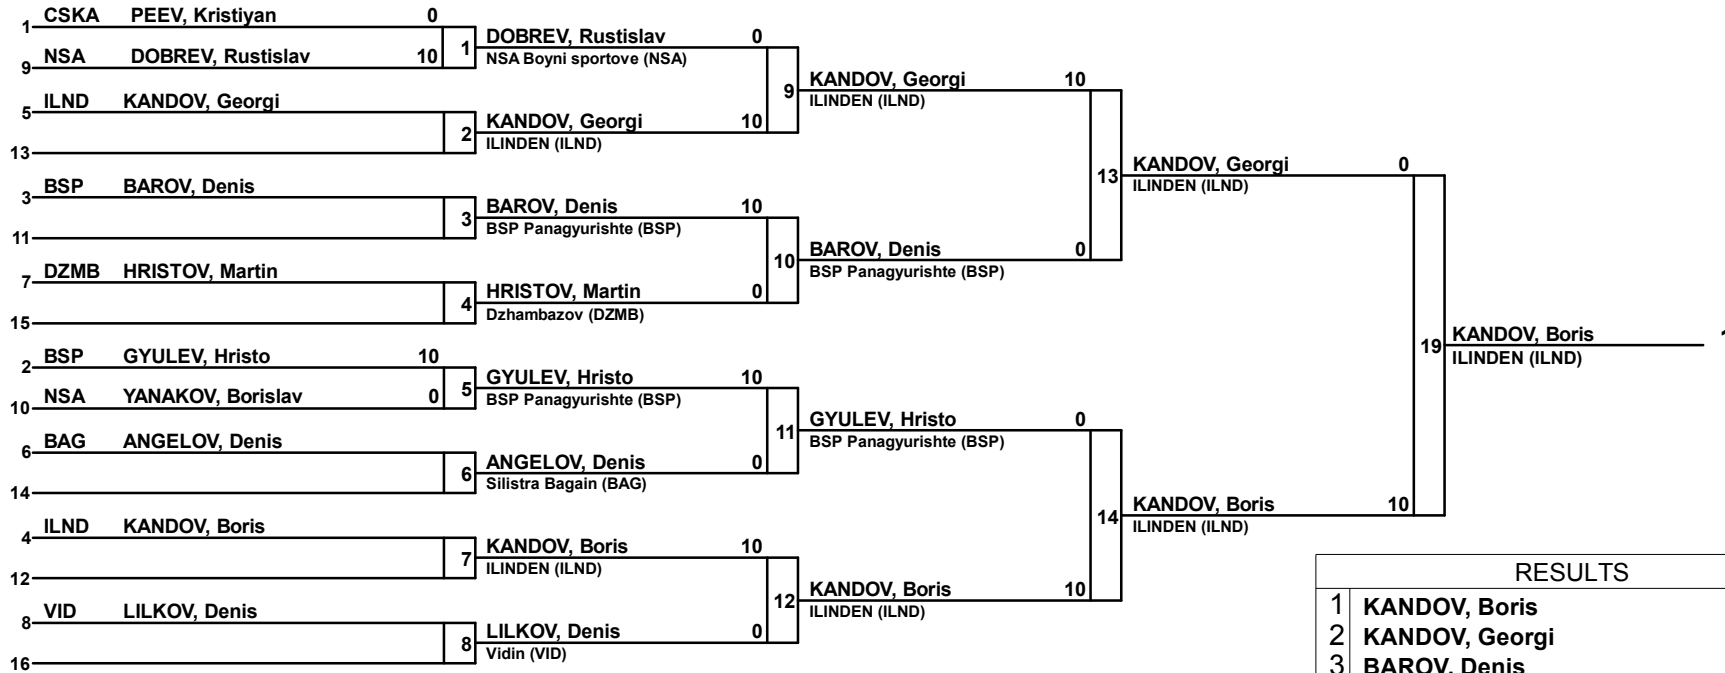 1 CSKA PEEV, Kristiyan 0
9 NSA DOBREV, Rustislav 10
1
5 ILND KANDOV, Georgi
13
2
3 BSP BAROV, Denis
11
3
7 DZMB HRISTOV, Martin
15
4
2 BSP GYULEV, Hristo 10
10 NSA YANAKOV, Borislav 0
5
6 BAG ANGELOV, Denis
14
6
4 ILND KANDOV, Boris
12
7
8 VID LILKOV, Denis
16
8
DOBREV, Rustislav 0
NSA Boyni sportove (NSA)
9
KANDOV, Georgi 10
ILINDEN (ILND)
BAROV, Denis 10
BSP Panagyurishte (BSP)
10
HRISTOV, Martin 0
Dzhambazov (DZMB)
GYULEV, Hristo 10
BSP Panagyurishte (BSP)
11
ANGELOV, Denis 0
Silistra Bagain (BAG)
KANDOV, Boris 10
ILINDEN (ILND)
12
LILKOV, Denis 0
Vidin (VID)
KANDOV, Georgi 10
ILINDEN (ILND)
13
BAROV, Denis 0
BSP Panagyurishte (BSP)
GYULEV, Hristo 0
BSP Panagyurishte (BSP)
14
KANDOV, Boris 10
ILINDEN (ILND)
KANDOV, Georgi 0
ILINDEN (ILND)
19
KANDOV, Boris 10
ILINDEN (ILND)
KANDOV, Boris
ILINDEN (ILND)
RESULTS
1 KANDOV, Boris
2 KANDOV, Georgi
3 BAROV, Denis